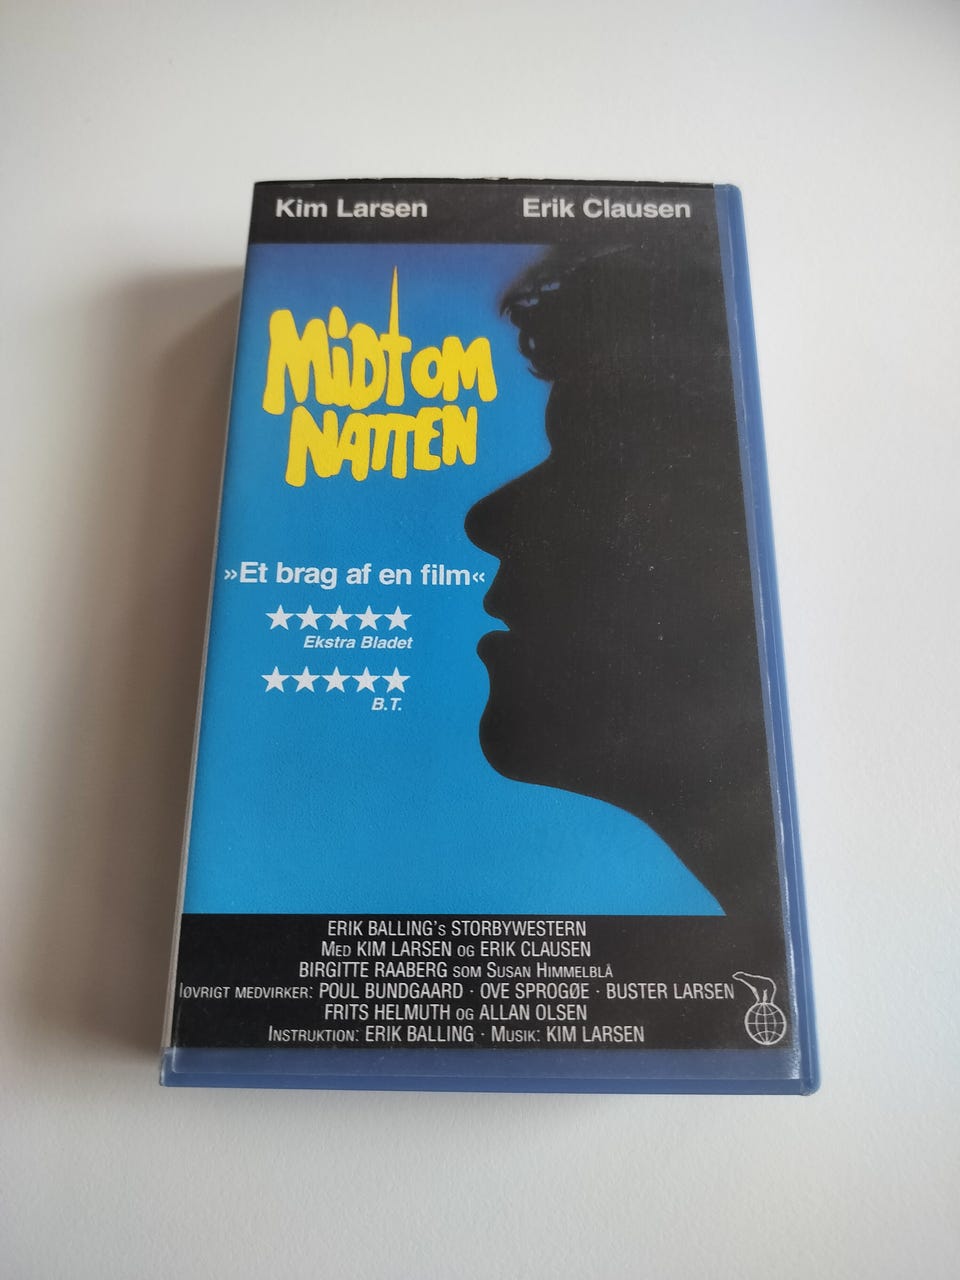 Kim Larsen Erik Clausen
MiDT OM
NATTEN
»Et brag af en film«
★★★★★
Ekstra Bladet
★★★★★
B.T.
ERIK BALLING's STORBYWESTERN
MED KIM LARSEN OG ERIK CLAUSEN
BIRGITTE RAABERG SOM SUSAN HIMMELBLÅ
IØVRIGT MEDVIRKER: POUL BUNDGAARD · OVE SPROGØE · BUSTER LARSEN
FRITS HELMUTH OG ALLAN OLSEN
INSTRUKTION: ERIK BALLING · MUSIK: KIM LARSEN